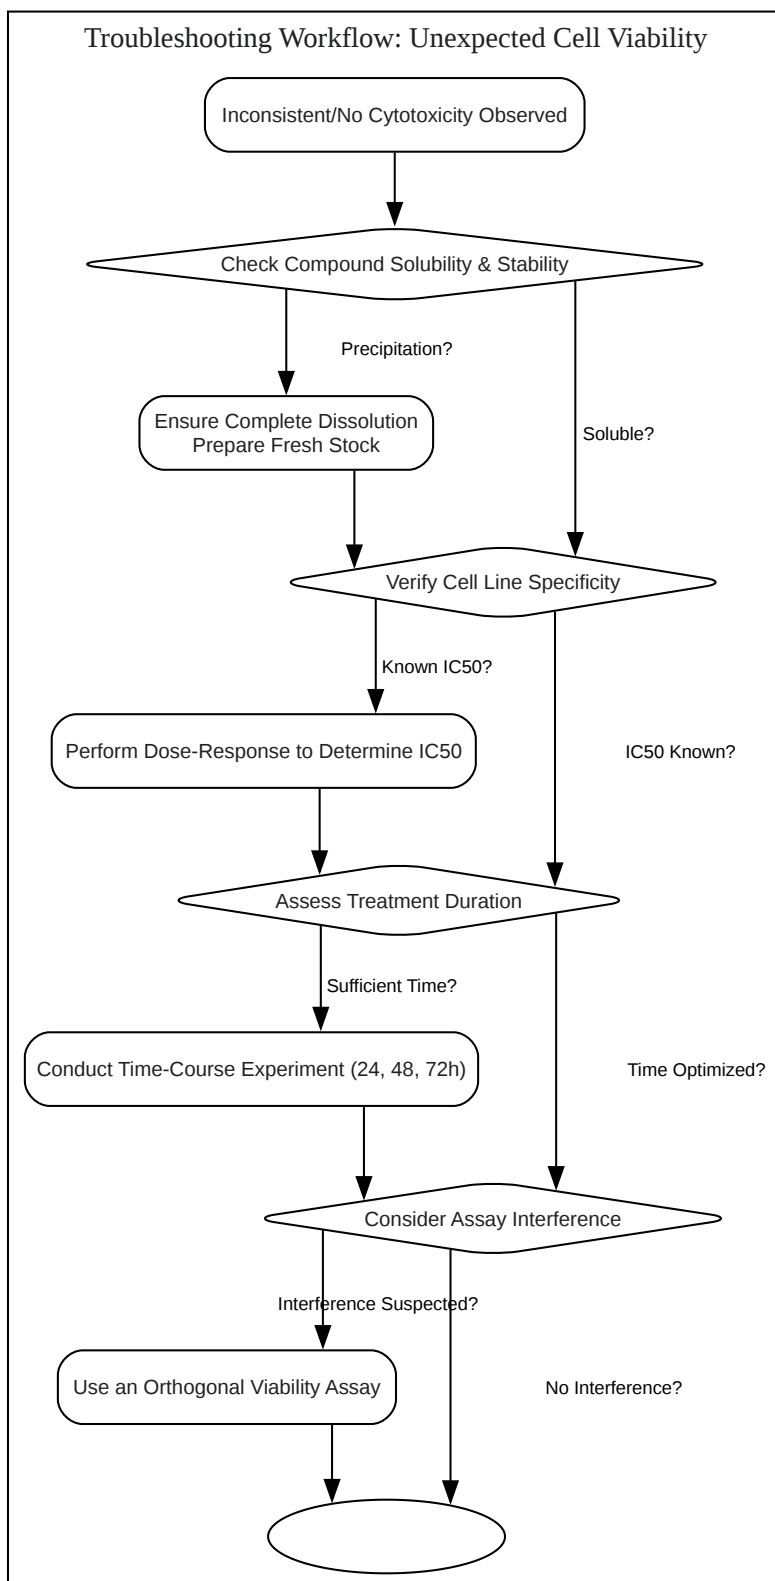 Troubleshooting Workflow: Unexpected Cell Viability
Inconsistent/No Cytotoxicity Observed
Check Compound Solubility & Stability
Precipitation?
Ensure Complete Dissolution
Prepare Fresh Stock
Soluble?
Verify Cell Line Specificity
Known IC50?
Perform Dose-Response to Determine IC50
IC50 Known?
Assess Treatment Duration
Sufficient Time?
Conduct Time-Course Experiment (24, 48, 72h)
Time Optimized?
Consider Assay Interference
Interference Suspected?
Use an Orthogonal Viability Assay
No Interference?